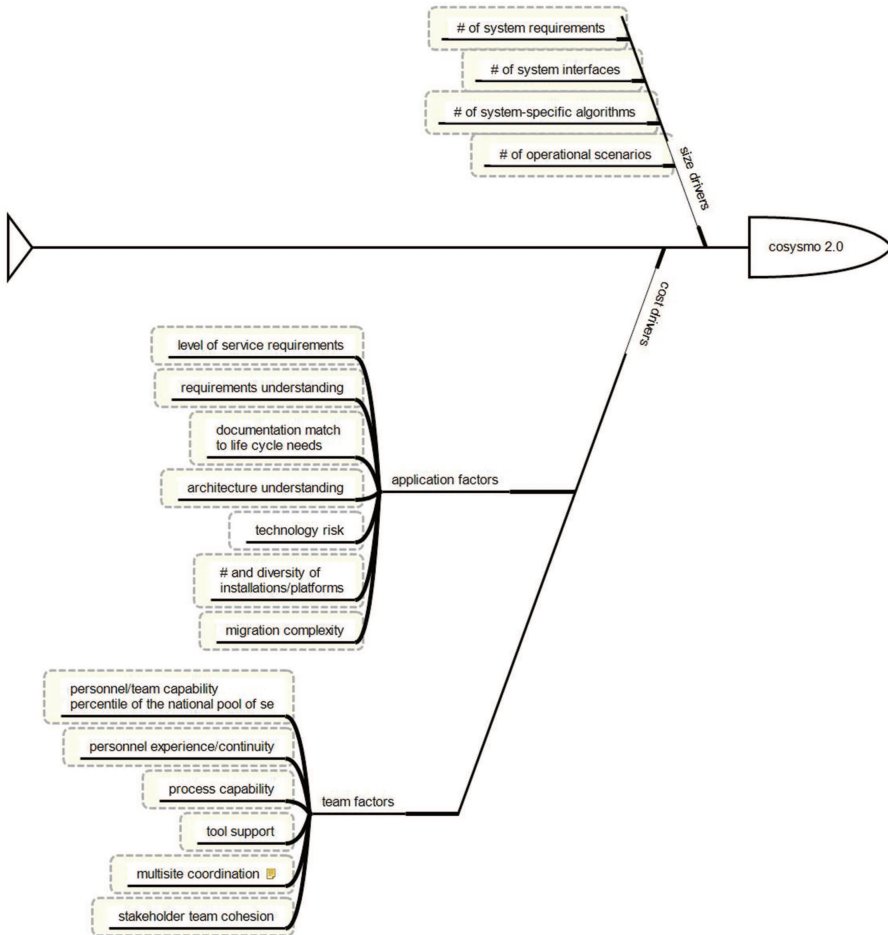 # of system requirements
# of system interfaces
# of system-specific algorithms
# of operational scenarios
size drivers
cosysmo 2.0
cost drivers
level of service requirements
requirements understanding
documentation match
to life cycle needs
architecture understanding
application factors
technology risk
# and diversity of
installations/platforms
migration complexity
personnel/team capability
percentile of the national pool of se
personnel experience/continuity
process capability
team factors
tool support
multisite coordination
stakeholder team cohesion